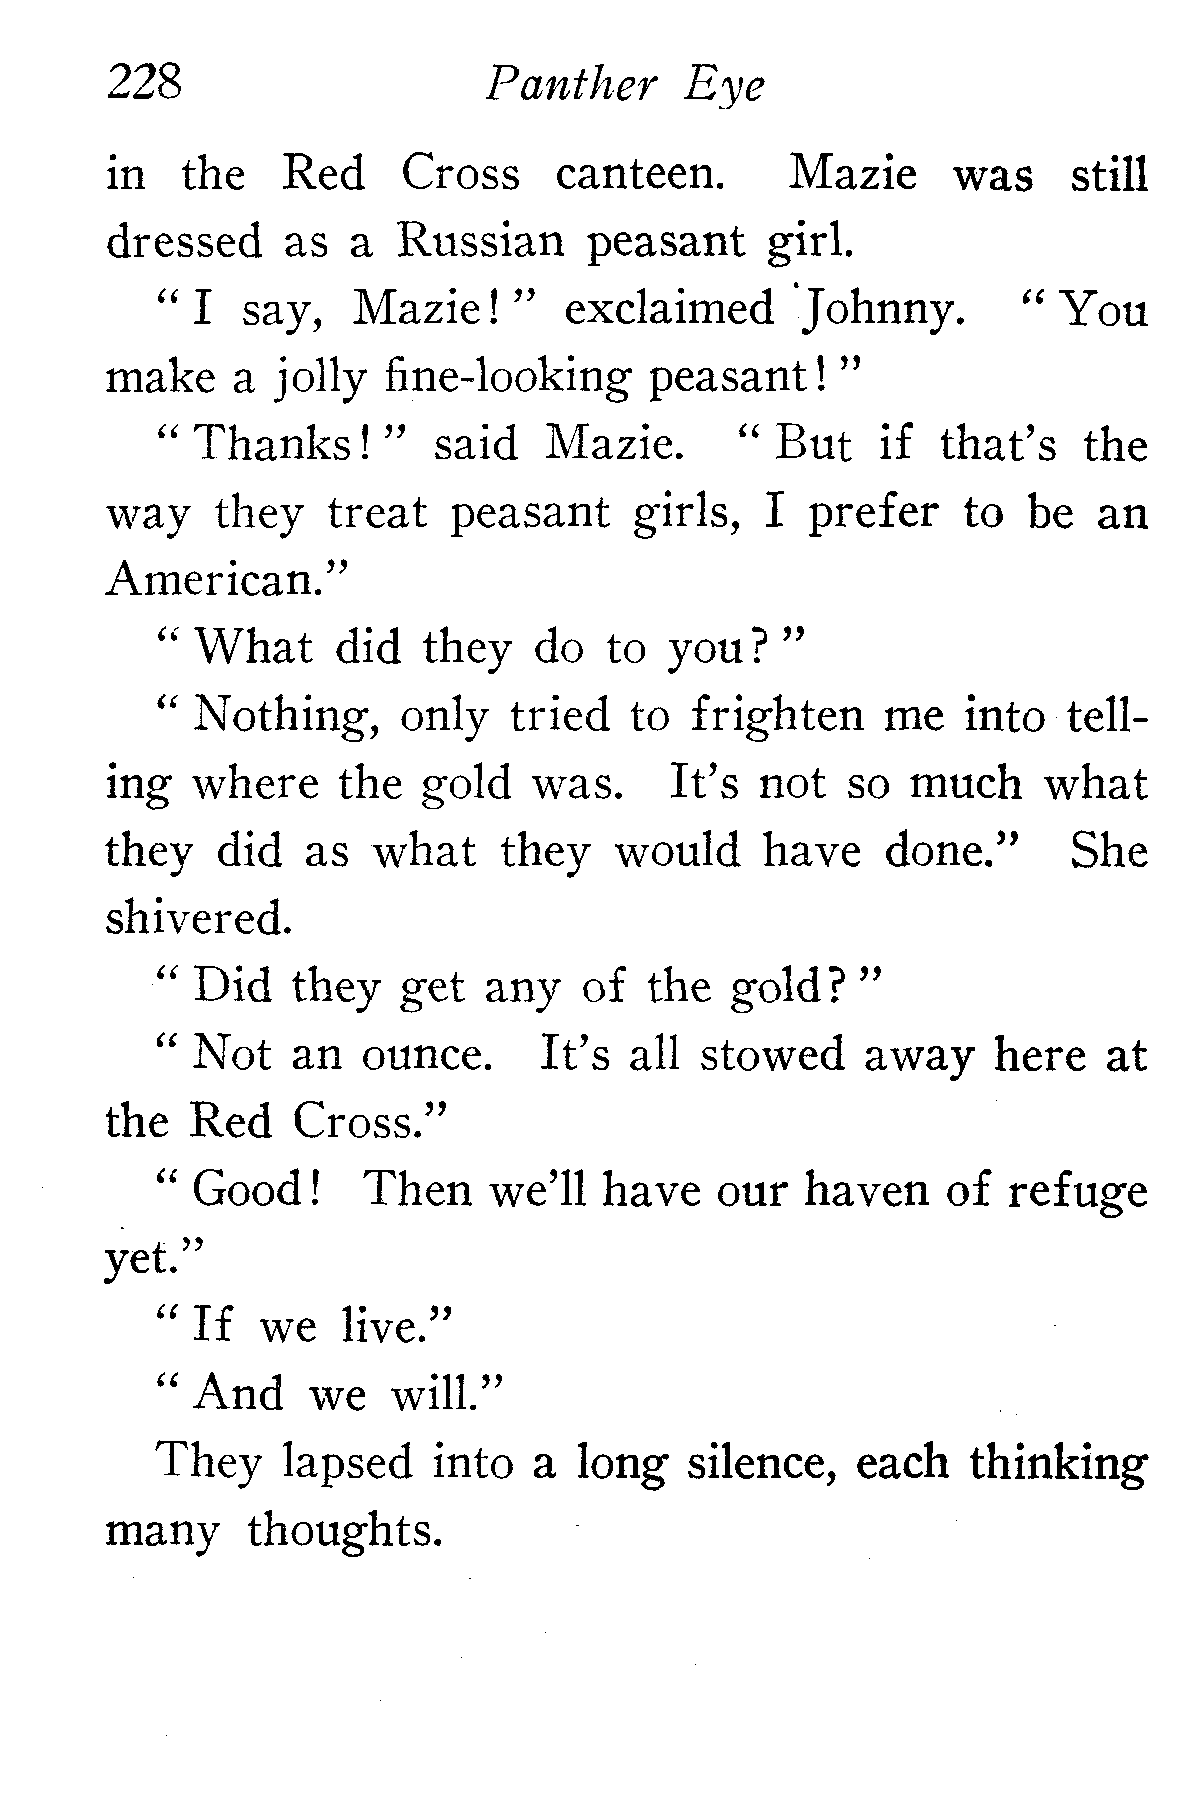 228 Panther Eye
in the Red Cross canteen. Mazie was still
dressed as a Russian peasant girl.
“ I say, Mazie! ” exclaimed Johnny. “ You
make a jolly fine-looking peasant! ”
“ Thanks! ” said Mazie. “ But if that’s the
way they treat peasant girls, I prefer to be an
American.”
“ What did they do to you? ”
“ Nothing, only tried to frighten me into tell-
ing where the gold was. It’s not so much what
they did as what they would have done.” She
shivered.
“ Did they get any of the gold? ”
“ Not an ounce. It’s all stowed away here at
the Red Cross.”
“ Good! Then we’ll have our haven of refuge
yet.”
“ If we live.”
“ And we will.”
They lapsed into a long silence, each thinking
many thoughts.